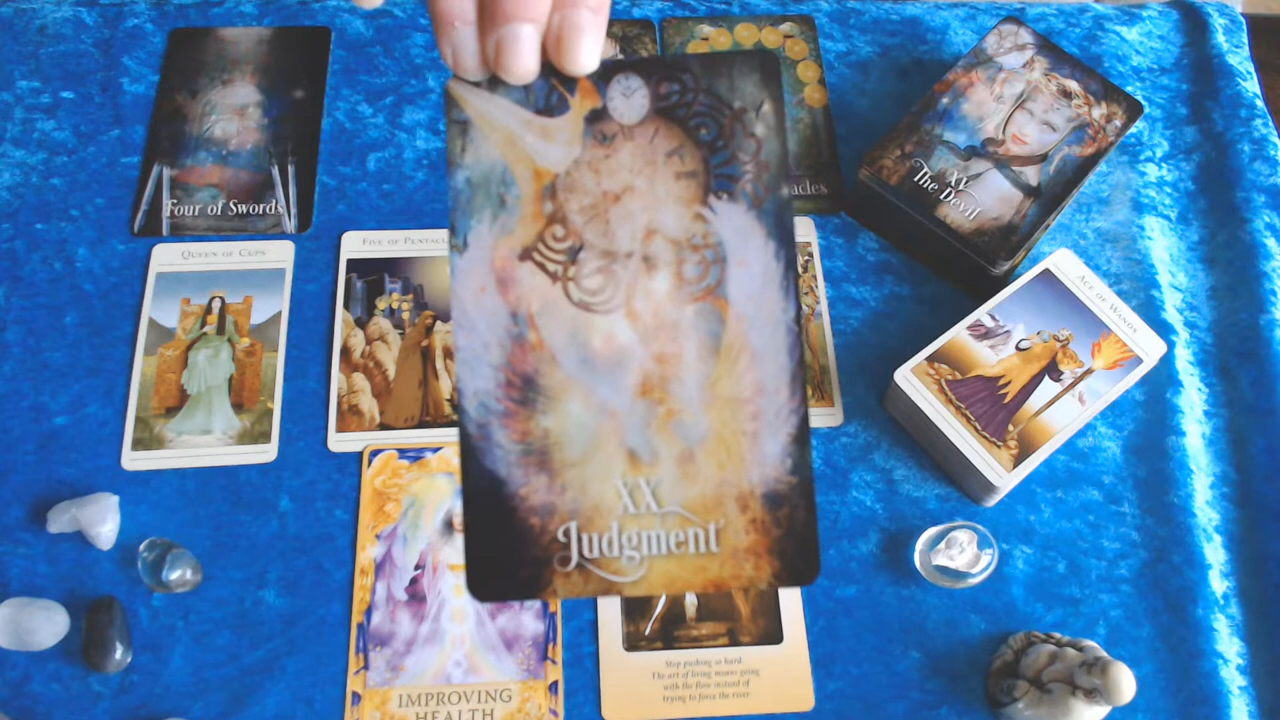 Four of Swords
acles
XV
The Devil
QUEEN OF CUPS
FIVE OF PENTACL
ACE OF WANDS
XX
Judgment
IMPROVING
HEALTH
Stop pushing so hard.
The art of living means going
with the flow instead of
trying to force the river